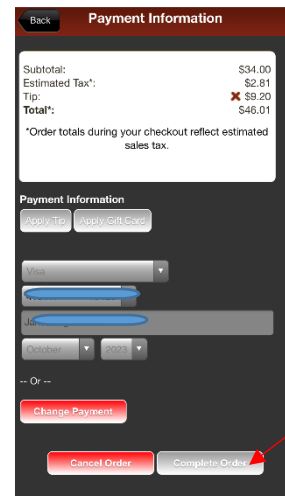 Back
Payment Information
Subtotal: $34.00
Estimated Tax*: $2.81
Tip: ✖ $9.20
Total*: $46.01
*Order totals during your checkout reflect estimated
sales tax.
Payment Information
Apply Tip Apply Gift Card
Visa
October 2023
-- Or --
Change Payment
Cancel Order Complete Order